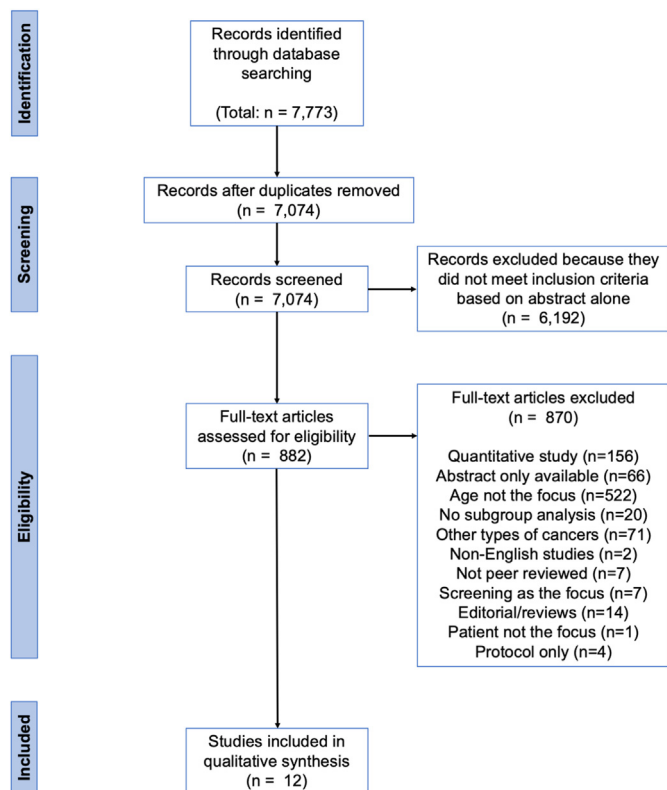 Identification
Records identified
through database
searching
(Total: n = 7,773)
Screening
Records after duplicates removed
(n = 7,074)
Records screened
(n = 7,074)
Records excluded because they
did not meet inclusion criteria
based on abstract alone
(n = 6,192)
Eligibility
Full-text articles
assessed for eligibility
(n = 882)
Full-text articles excluded
(n = 870)
Quantitative study (n=156)
Abstract only available (n=66)
Age not the focus (n=522)
No subgroup analysis (n=20)
Other types of cancers (n=71)
Non-English studies (n=2)
Not peer reviewed (n=7)
Screening as the focus (n=7)
Editorial/reviews (n=14)
Patient not the focus (n=1)
Protocol only (n=4)
Included
Studies included in
qualitative synthesis
(n = 12)